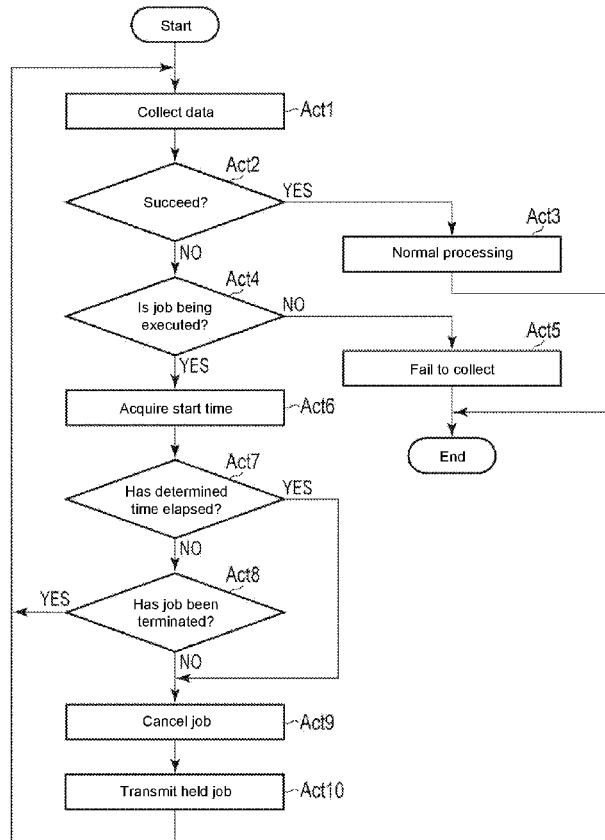 Start
Collect data
Act1
Act2
Succeed?
YES
NO
Act3
Normal processing
Act4
Is job being
executed?
NO
YES
Act5
Fail to collect
Acquire start time
Act6
End
Act7
Has determined
time elapsed?
YES
NO
Act8
Has job been
terminated?
YES
NO
Cancel job
Act9
Transmit held job
Act10